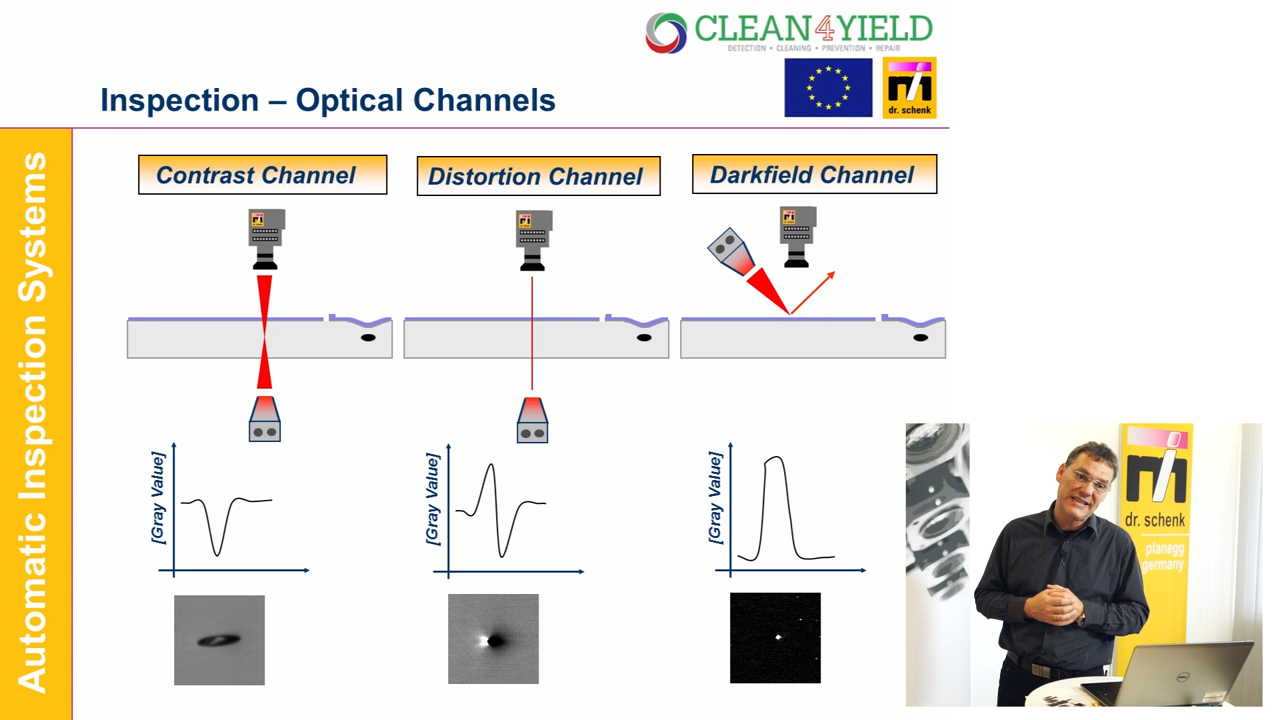 CLEAN4YIELD
DETECTION • CLEANING • PREVENTION • REPAIR
Inspection – Optical Channels
dr. schenk
Automatic Inspection Systems
Contrast Channel
Distortion Channel
Darkfield Channel
[Gray Value]
[Gray Value]
[Gray Value]
dr. schenk
planegg
germany
DELL